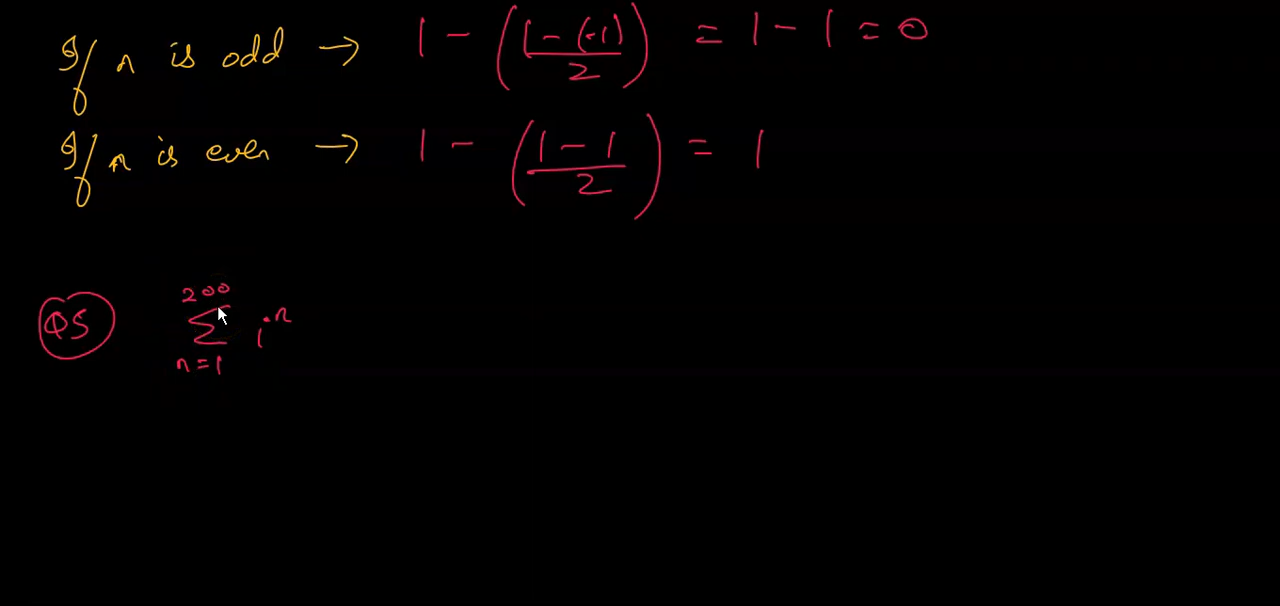 If n is odd → 1 - ((1 - (-1))/2) = 1 - 1 = 0
If n is even → 1 - ((1 - 1)/2) = 1
Q5 200 Σ n=1 i^n